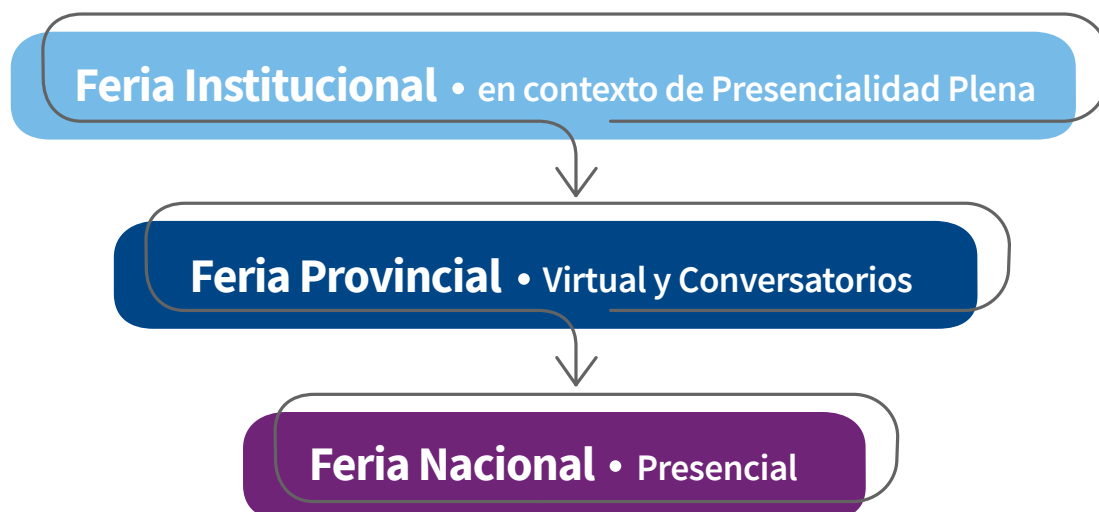 Feria Institucional • en contexto de Presencialidad Plena
Feria Provincial • Virtual y Conversatorios
Feria Nacional • Presencial